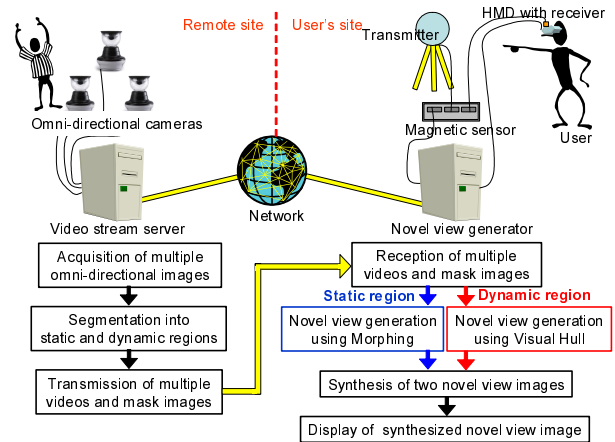 Remote site
User's site
HMD with receiver
Transmitter
Omni-directional cameras
Magnetic sensor
User
Network
Video stream server
Novel view generator
Acquisition of multiple
omni-directional images
Segmentation into
static and dynamic regions
Transmission of multiple
videos and mask images
Reception of multiple
videos and mask images
Static region
Dynamic region
Novel view generation
using Morphing
Novel view generation
using Visual Hull
Synthesis of two novel view images
Display of synthesized novel view image